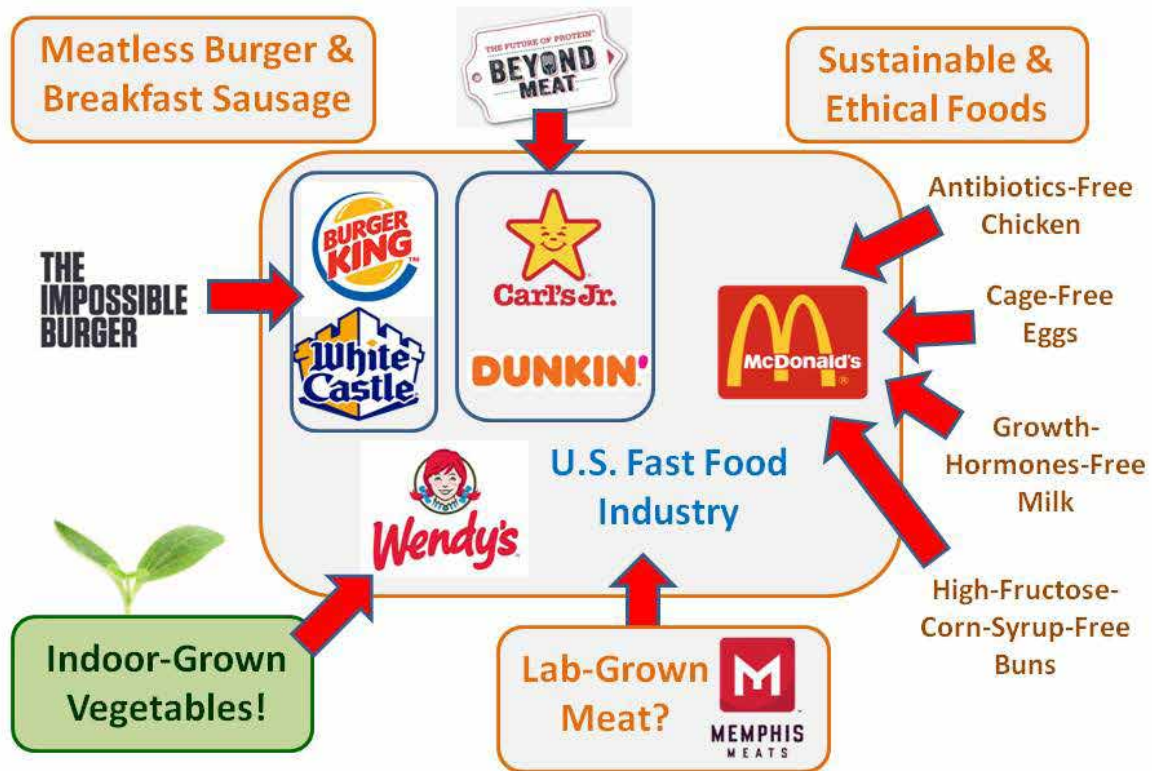 Meatless Burger &
Breakfast Sausage
THE FUTURE OF PROTEIN
BEYOND
MEAT
Sustainable &
Ethical Foods
THE
IMPOSSIBLE
BURGER
BURGER
KING™
White
Castle
Carl's Jr.
DUNKIN'
McDonald's
®
Antibiotics-Free
Chicken
Cage-Free
Eggs
Growth-
Hormones-Free
Milk
High-Fructose-
Corn-Syrup-Free
Buns
U.S. Fast Food
Industry
Wendy's
Indoor-Grown
Vegetables!
Lab-Grown
Meat?
MEMPHIS
MEATS